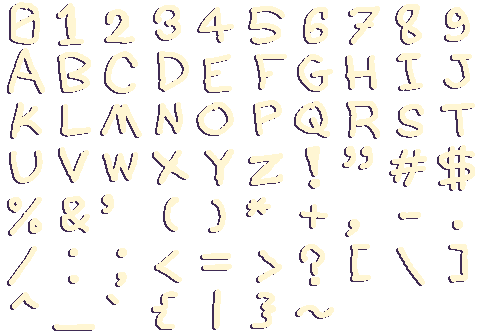 0 1 2 3 4 5 6 7 8 9
A B C D E F G H I J
K L M N O P Q R S T
U V W X Y Z ! " # $
% & ' ( ) * + , - .
/ : ; < = > ? [ \ ]
^ _ ` { | } ~